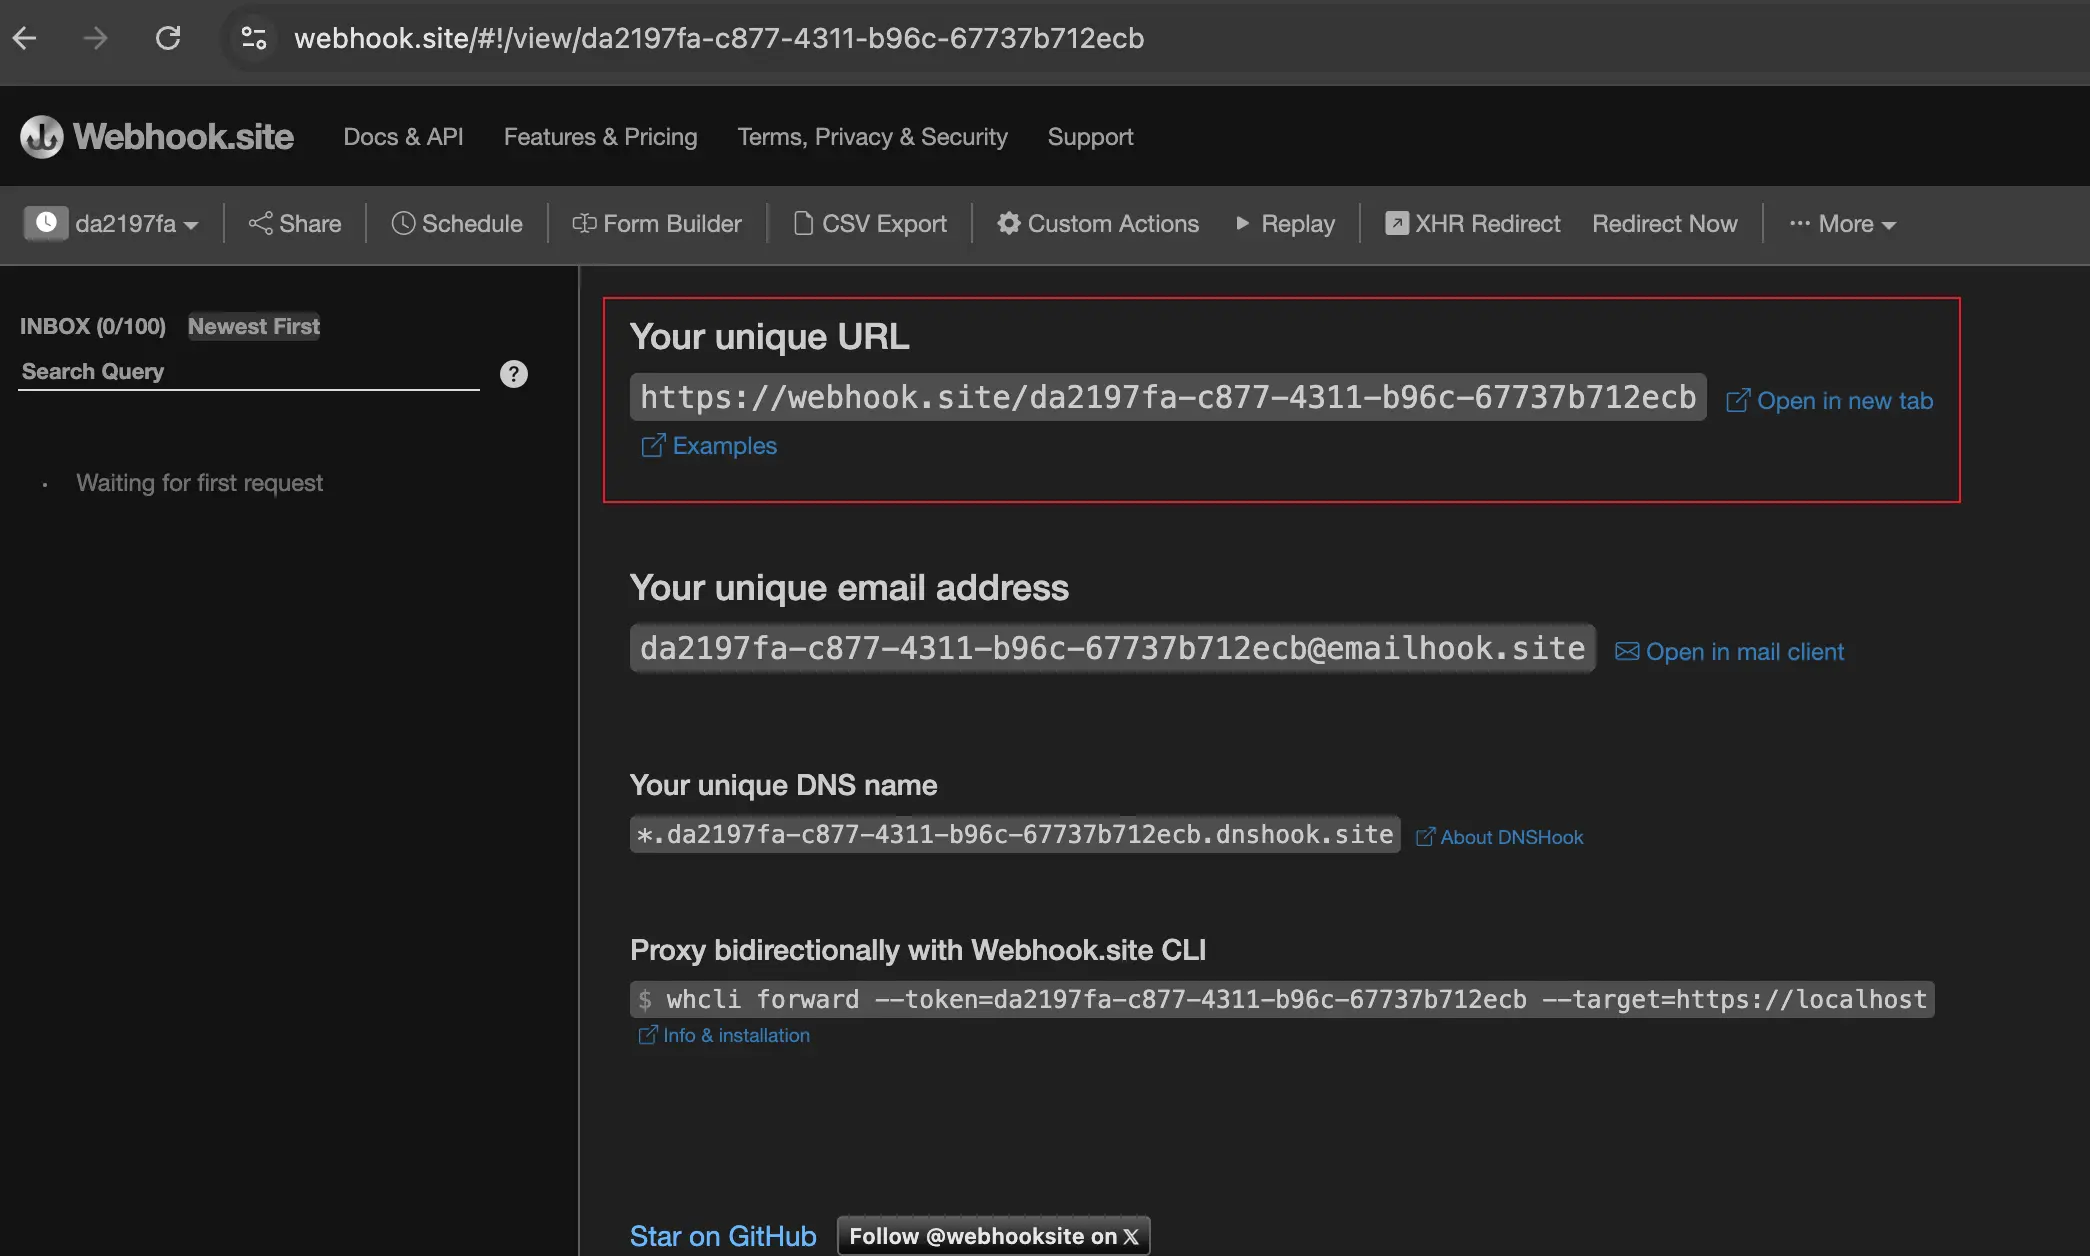 webhook.site/#!/view/da2197fa-c877-4311-b96c-67737b712ecb
Webhook.site Docs & API Features & Pricing Terms, Privacy & Security Support
da2197fa Share Schedule Form Builder CSV Export Custom Actions Replay XHR Redirect Redirect Now ··· More
INBOX (0/100) Newest First
Search Query ?
Waiting for first request
Your unique URL
https://webhook.site/da2197fa-c877-4311-b96c-67737b712ecb Open in new tab
Examples
Your unique email address
da2197fa-c877-4311-b96c-67737b712ecb@emailhook.site Open in mail client
Your unique DNS name
*.da2197fa-c877-4311-b96c-67737b712ecb.dnshook.site About DNSHook
Proxy bidirectionally with Webhook.site CLI
$ whcli forward --token=da2197fa-c877-4311-b96c-67737b712ecb --target=https://localhost
Info & installation
Star on GitHub Follow @webhooksite on X